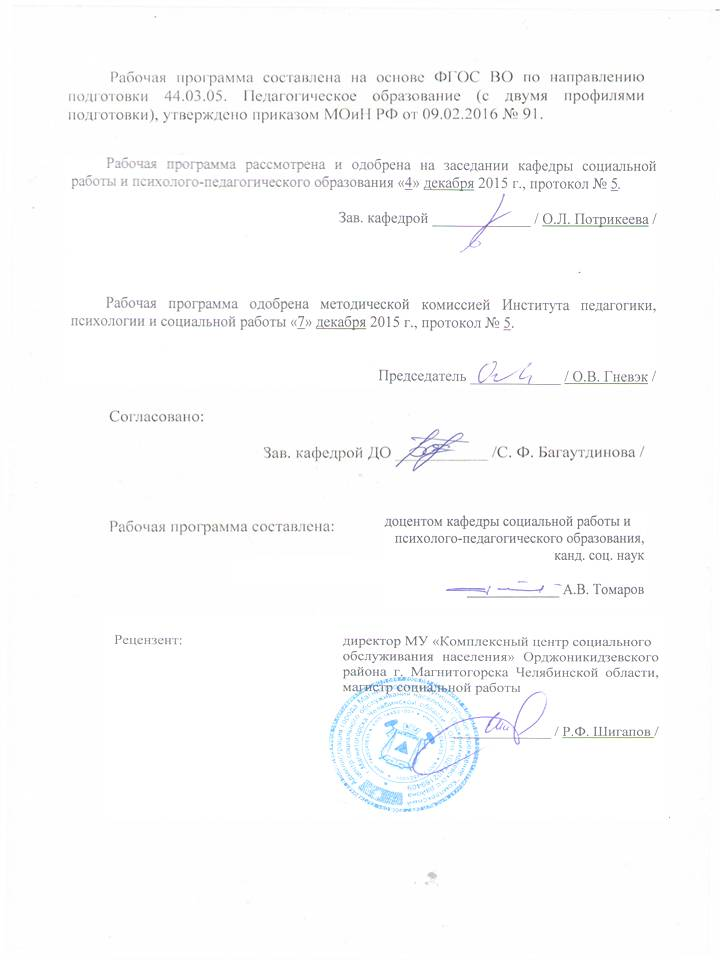 Рабочая программа составлена на основе ФГОС ВО по направлению
подготовки 44.03.05. Педагогическое образование (с двумя профилями
подготовки), утверждено приказом МОиН РФ от 09.02.2016 № 91.
Рабочая программа рассмотрена и одобрена на заседании кафедры социальной
работы и психолого-педагогического образования «4» декабря 2015 г., протокол № 5.
Зав. кафедрой _____________ / О.Л. Потрикеева /
Рабочая программа одобрена методической комиссией Института педагогики,
психологии и социальной работы «7» декабря 2015 г., протокол № 5.
Председатель ____________ / О.В. Гневэк /
Согласовано:
Зав. кафедрой ДО ___________ /С. Ф. Багаутдинова /
Рабочая программа составлена: доцентом кафедры социальной работы и
психолого-педагогического образования,
канд. соц. наук
____________ А.В. Томаров
Рецензент: директор МУ «Комплексный центр социального
обслуживания населения» Орджоникидзевского
района г. Магнитогорска Челябинской области,
магистр социальной работы
_____________ / Р.Ф. Шигапов /